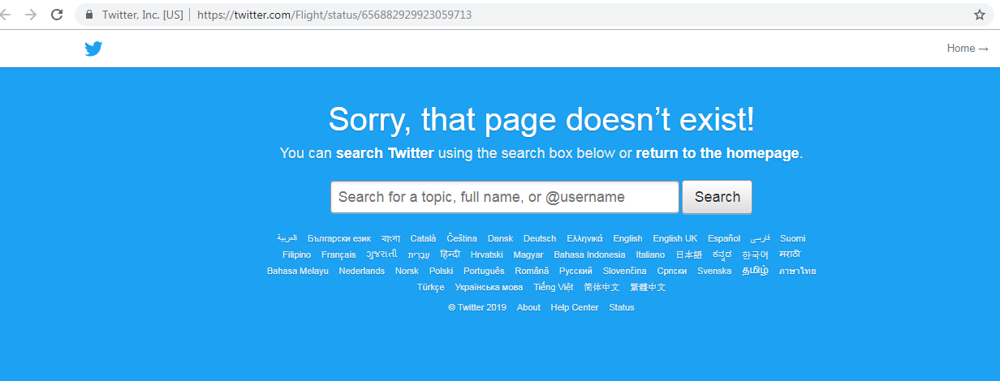 Twitter, Inc. [US] | https://twitter.com/Flight/status/656882929923059713
Home →
Sorry, that page doesn’t exist!
You can search Twitter using the search box below or return to the homepage.
Search for a topic, full name, or @username Search
العربية Български език বাংলা Català Čeština Dansk Deutsch Ελληνικά English English UK Español فارسی Suomi
Filipino Français ગુજરાતી עִבְרִית हिन्दी Hrvatski Magyar Bahasa Indonesia Italiano 日本語 ಕನ್ನಡ 한국어 मराठी
Bahasa Melayu Nederlands Norsk Polski Português Română Русский Slovenčina Српски Svenska தமிழ் ภาษาไทย
Türkçe Українська мова Tiếng Việt 简体中文 繁體中文
© Twitter 2019 About Help Center Status